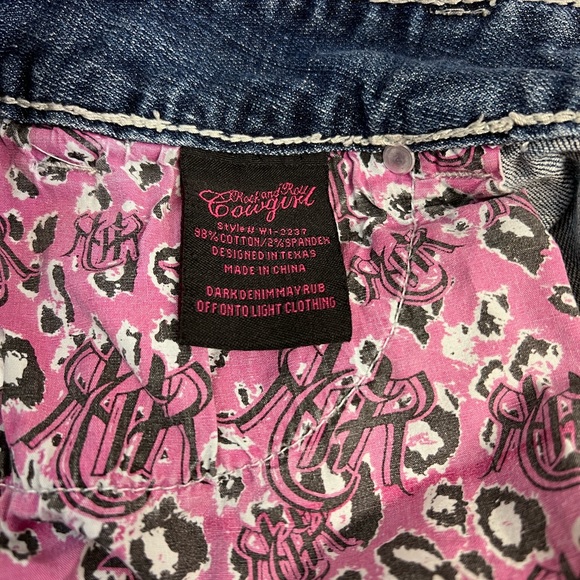 Rock and Roll
Cowgirl
Style# W1-2237
98%COTTON/2%SPANDEX
DESIGNED IN TEXAS
MADE IN CHINA
DARK DENIM MAY RUB
OFF ONTO LIGHT CLOTHING